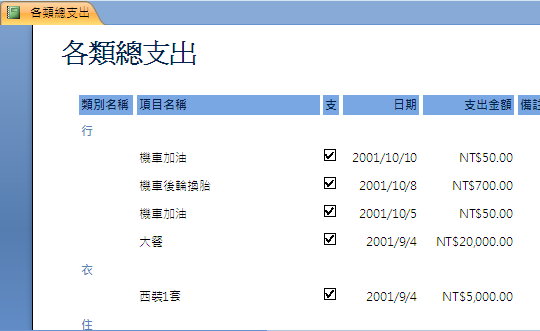 各類總支出
各類總支出
類別名稱 項目名稱 支 日期 支出金額 備註
行
機車加油 2001/10/10 NT$50.00
機車後輪換胎 2001/10/8 NT$700.00
機車加油 2001/10/5 NT$50.00
大餐 2001/9/4 NT$20,000.00
衣
西裝1套 2001/9/4 NT$5,000.00
住